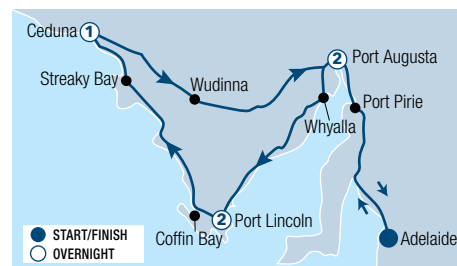 Ceduna 1
2 Port Augusta
Streaky Bay
Wudinna
Port Pirie
Whyalla
2 Port Lincoln
Coffin Bay
Adelaide
START/FINISH
OVERNIGHT